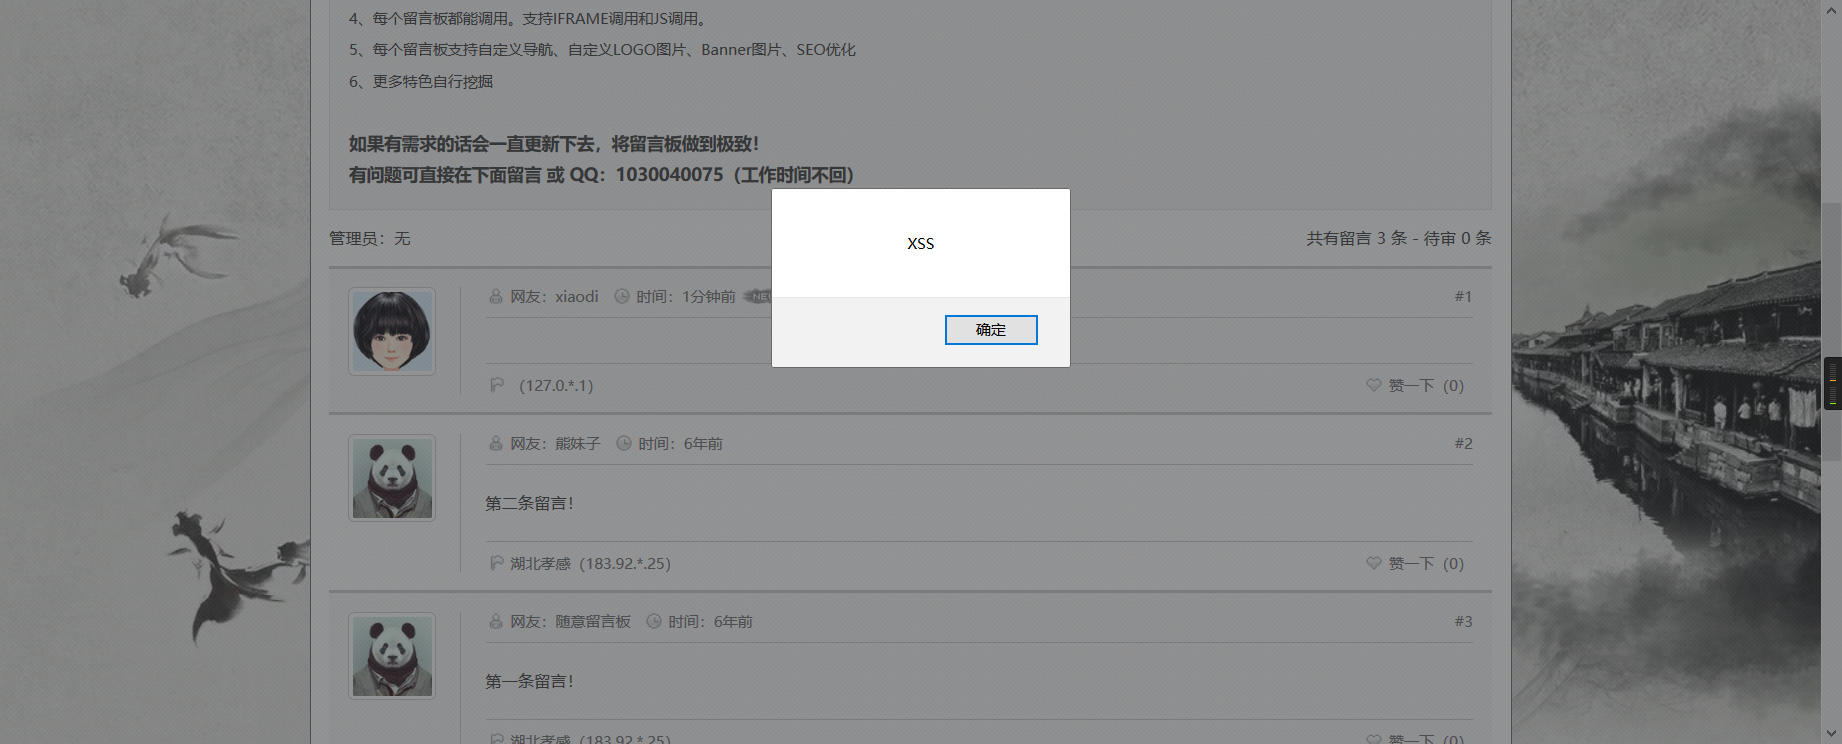 4、每个留言板都能调用。支持IFRAME调用和JS调用。
5、每个留言板支持自定义导航、自定义LOGO图片、Banner图片、SEO优化
6、更多特色自行挖掘
如果有需求的话会一直更新下去，将留言板做到极致！
有问题可直接在下面留言 或 QQ：1030040075（工作时间不回）
XSS
确定
管理员：无
共有留言 3 条 - 待审 0 条
网友：xiaodi 时间：1分钟前 NEW #1
(127.0.*.1)
赞一下 (0)
网友：熊妹子 时间：6年前 #2
第二条留言！
湖北孝感（183.92.*.25）
赞一下 (0)
网友：随意留言板 时间：6年前 #3
第一条留言！
湖北孝感（183.92.*.25）
赞一下 (0)